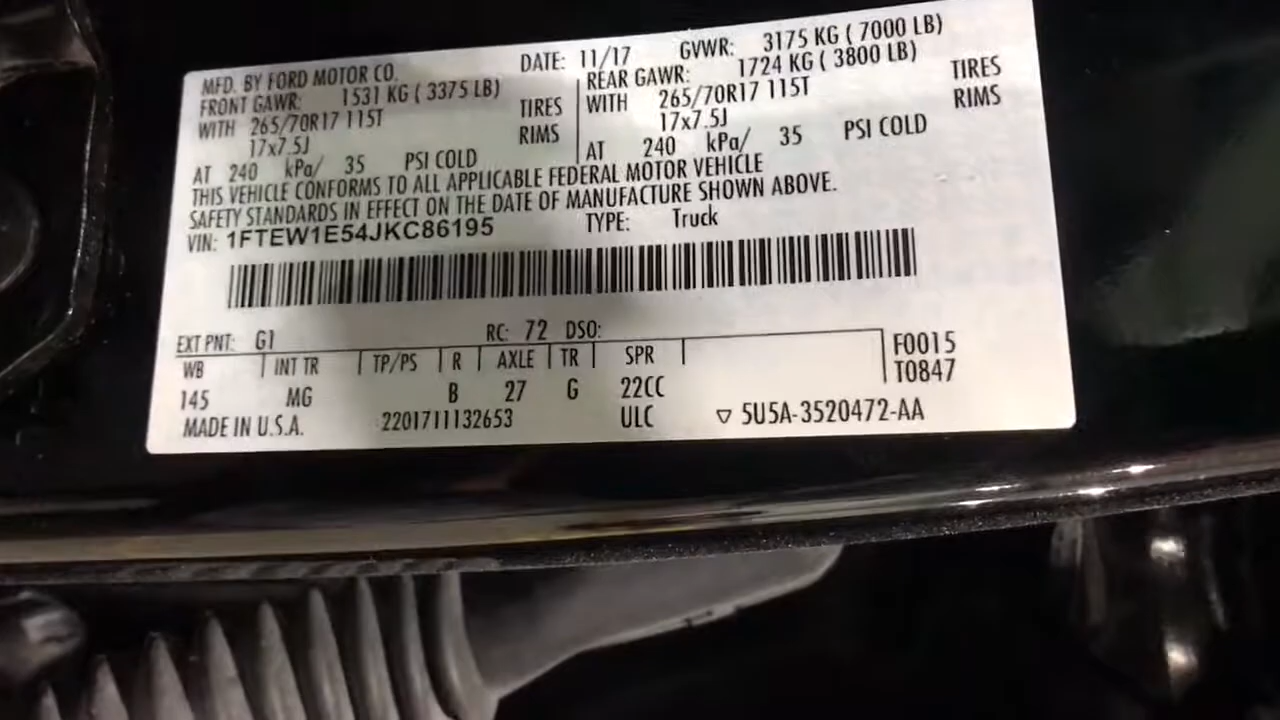 MFD. BY FORD MOTOR CO. DATE: 11/17 GVWR: 3175 KG ( 7000 LB)
FRONT GAWR: 1531 KG ( 3375 LB) REAR GAWR: 1724 KG ( 3800 LB)
WITH 265/70R17 115T TIRES WITH 265/70R17 115T TIRES
17x7.5J RIMS 17x7.5J RIMS
AT 240 kPa/ 35 PSI COLD AT 240 kPa/ 35 PSI COLD
THIS VEHICLE CONFORMS TO ALL APPLICABLE FEDERAL MOTOR VEHICLE
SAFETY STANDARDS IN EFFECT ON THE DATE OF MANUFACTURE SHOWN ABOVE.
VIN: 1FTEW1E54JKC86195 TYPE: Truck
EXT PNT: G1 RC: 72 DSO:
WB INT TR TP/PS R AXLE TR SPR F0015
T0847
145 MG B 27 G 22CC
MADE IN U.S.A. 2201711132653 ULC ▽ 5U5A-3520472-AA